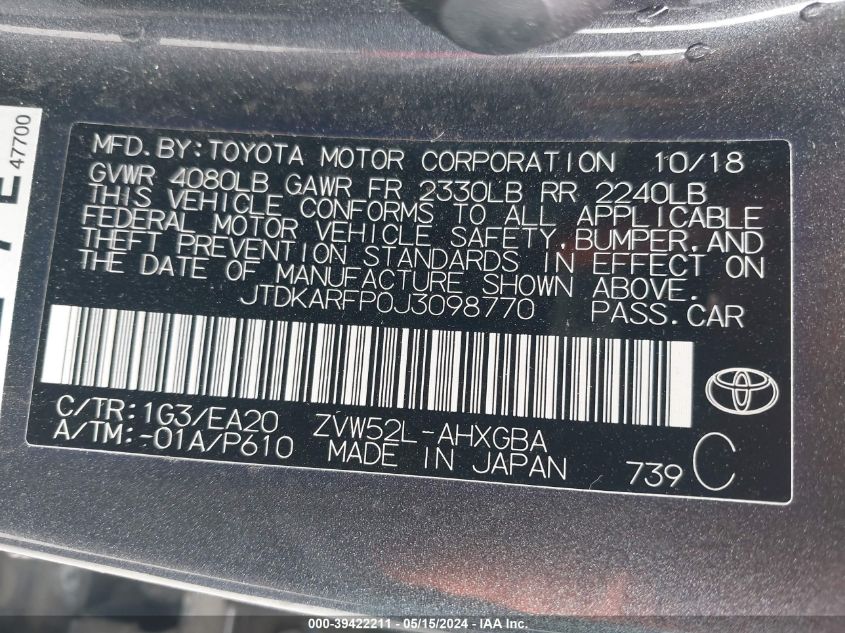 MFD.BY:TOYOTA MOTOR CORPORATION 10/18
GVWR 4080LB GAWR FR 2330LB RR 2240LB
THIS VEHICLE CONFORMS TO ALL APPLICABLE
FEDERAL MOTOR VEHICLE SAFETY,BUMPER,AND
THEFT PREVENTION STANDARDS IN EFFECT ON
THE DATE OF MANUFACTURE SHOWN ABOVE.
JTDKARFP0J3098770 PASS.CAR
C/TR:1G3/EA20 ZVW52L-AHXGBA
A/TM:-01A/P610 MADE IN JAPAN 739 C
47700
000-39422211 - 05/15/2024 - IAA Inc.